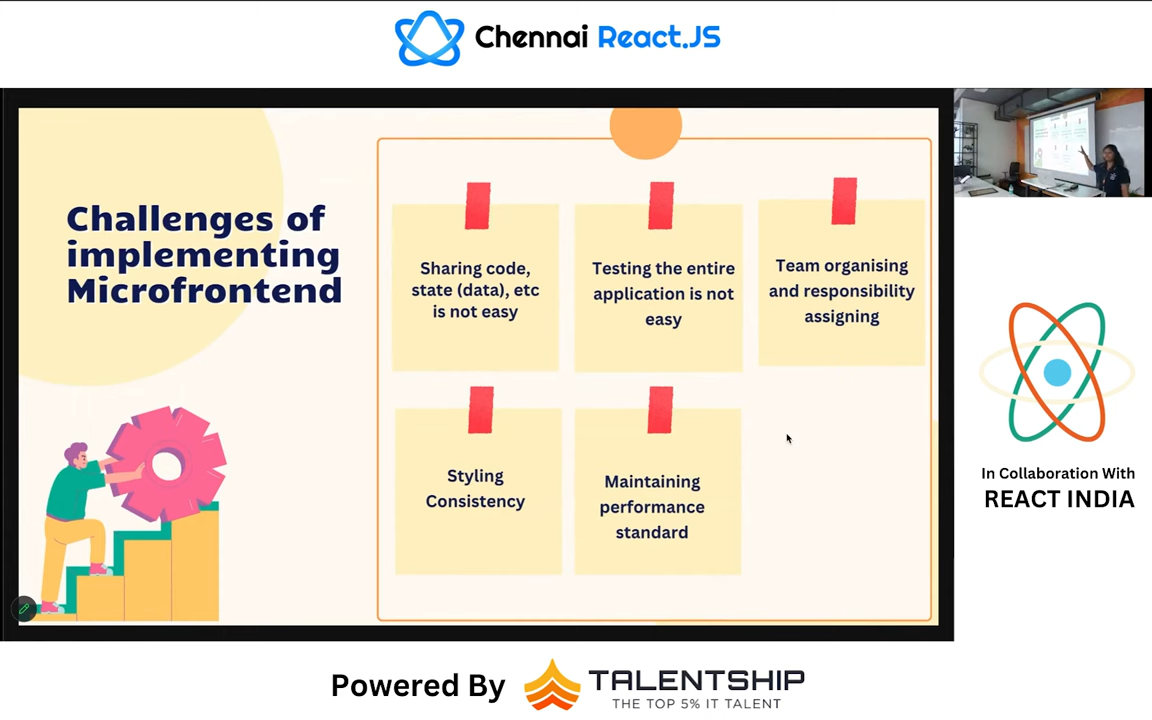 Chennai React.JS
Challenges of
implementing
Microfrontend
Sharing code,
state (data), etc
is not easy
Testing the entire
application is not
easy
Team organising
and responsibility
assigning
Styling
Consistency
Maintaining
performance
standard
In Collaboration With
REACT INDIA
Powered By
TALENTSHIP
THE TOP 5% IT TALENT